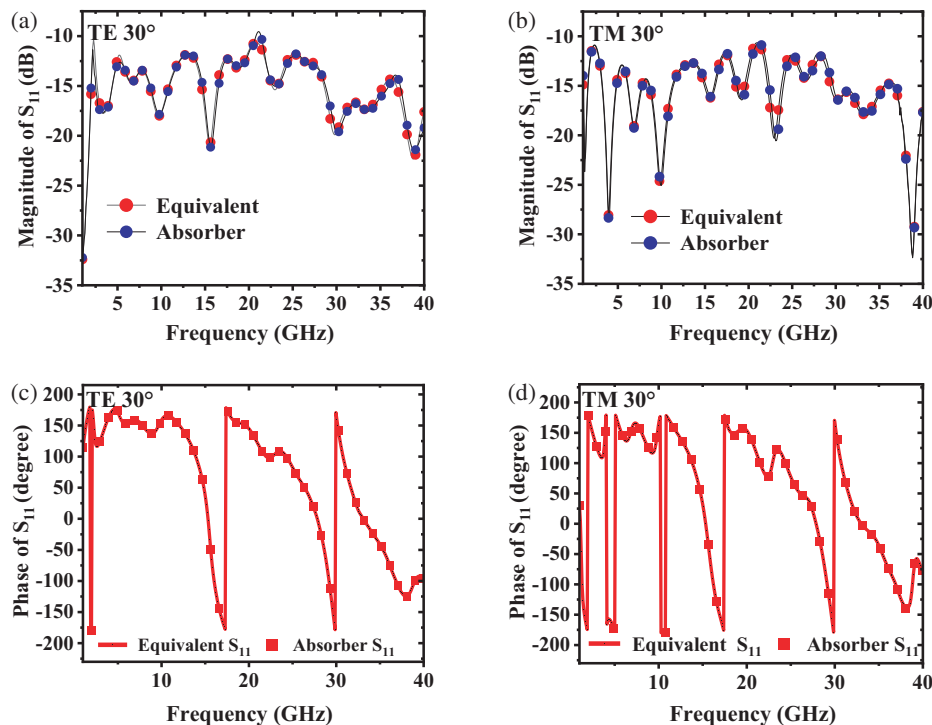 (a)
TE 30°
Magnitude of S11 (dB)
-10
-15
-20
-25
-30
-35
Equivalent
Absorber
5 10 15 20 25 30 35 40
Frequency (GHz)
(b)
TM 30°
Magnitude of S11 (dB)
-10
-15
-20
-25
-30
-35
Equivalent
Absorber
5 10 15 20 25 30 35 40
Frequency (GHz)
(c)
TE 30°
Phase of S11 (degree)
200
150
100
50
0
-50
-100
-150
-200
Equivalent S11 Absorber S11
10 20 30 40
Frequency (GHz)
(d)
TM 30°
Phase of S11 (degree)
200
150
100
50
0
-50
-100
-150
-200
Equivalent S11 Absorber S11
10 20 30 40
Frequency (GHz)